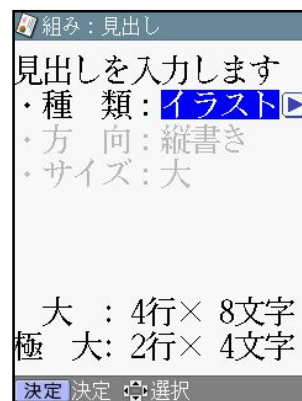 組み：見出し
見出しを入力します
・種　類：イラスト
・方　向：縦書き
・サイズ：大
大　：4行×　8文字
極　大：2行×　4文字
決定 決定 選択